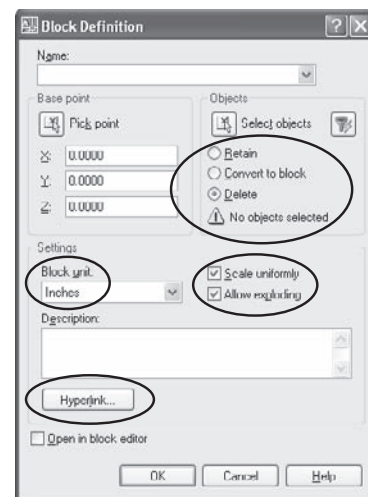 Block Definition
Name:
Base point
Pick point
X: 0.0000
Y: 0.0000
Z: 0.0000
Objects
Select objects
Retain
Convert to block
Delete
No objects selected
Settings
Block unit:
Inches
Scale uniformly
Allow exploding
Description:
Hyperlink...
Open in block editor
OK Cancel Help